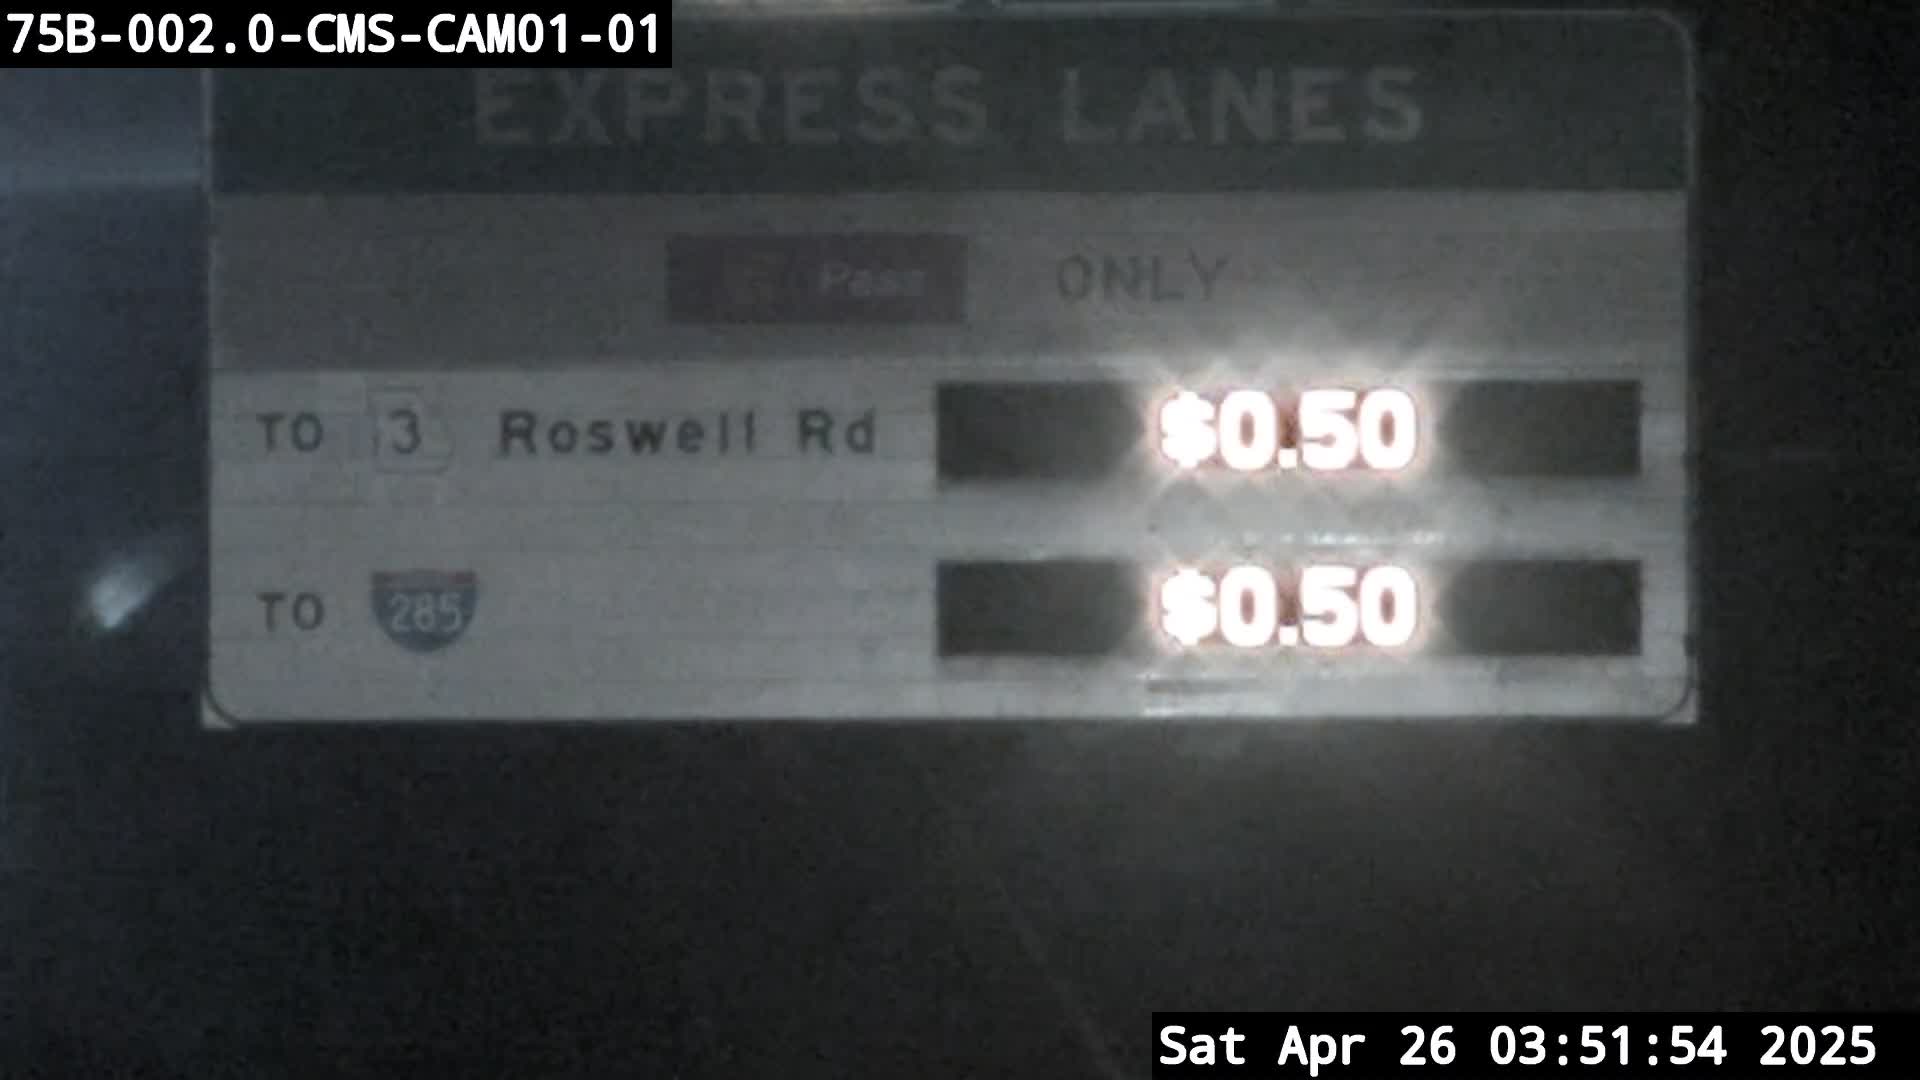 75B-002.0-CMS-CAM01-01
EXPRESS LANES
Pass ONLY
TO 3 Roswell Rd $0.50
TO 285 $0.50
Sat Apr 26 03:51:54 2025